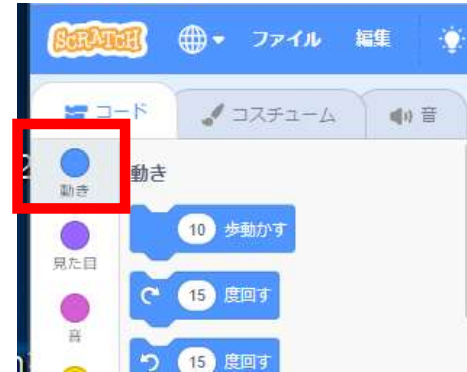 SCRATCH ファイル 編集
コード コスチューム 音
動き 動き
10 歩動かす
見た目
15 度回す
音
15 度回す